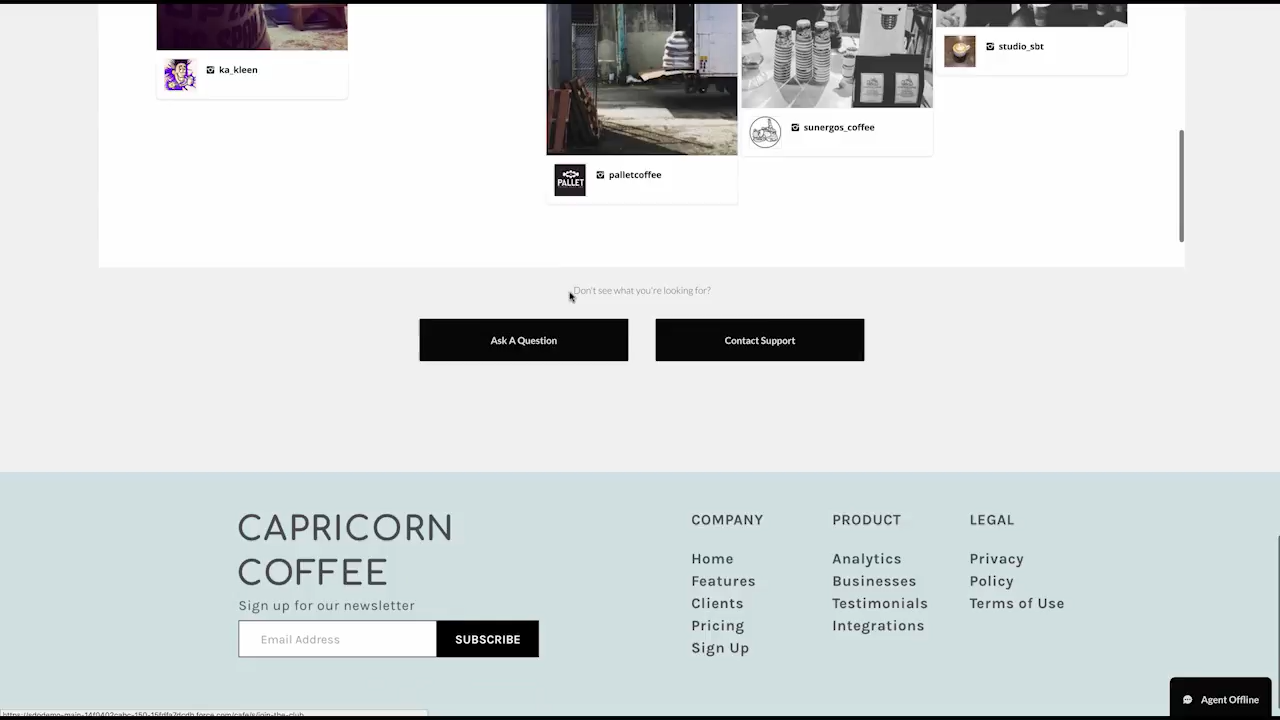 ka_kleen
studio_sbt
sunergos_coffee
PALLET
palletcoffee
Don't see what you're looking for?
Ask A Question
Contact Support
CAPRICORN
COFFEE
Sign up for our newsletter
Email Address
SUBSCRIBE
COMPANY
Home
Features
Clients
Pricing
Sign Up
PRODUCT
Analytics
Businesses
Testimonials
Integrations
LEGAL
Privacy
Policy
Terms of Use
Agent Offline